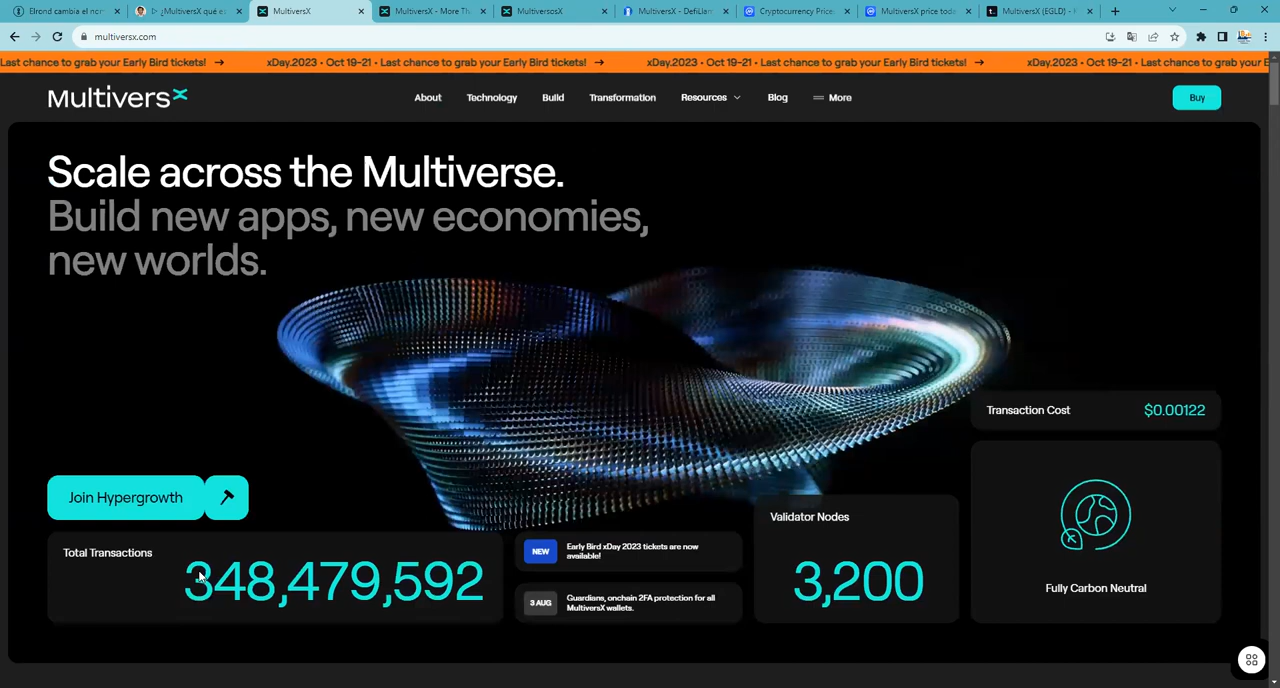 Elrond cambia el nom
¿MultiversX qué es
MultiversX
MultiversX - More Tha
MultiversosX
MultiversX - DefiLlam
Cryptocurrency Price
MultiversX price toda
MultiversX (EGLD) -
multiversx.com
Last chance to grab your Early Bird tickets! → xDay.2023 • Oct 19-21 • Last chance to grab your Early Bird tickets! → xDay.2023 • Oct 19-21 • Last chance to grab your Early Bird tickets! → xDay.2023 • Oct 19-21 • Last chance to grab your E
MultiversX
About Technology Build Transformation Resources Blog More
Buy
Scale across the Multiverse.
Build new apps, new economies,
new worlds.
Transaction Cost $0.00122
Join Hypergrowth
Total Transactions
348,479,592
NEW
Early Bird xDay 2023 tickets are now
available!
3 AUG
Guardians, onchain 2FA protection for all
MultiversX wallets.
Validator Nodes
3,200
Fully Carbon Neutral